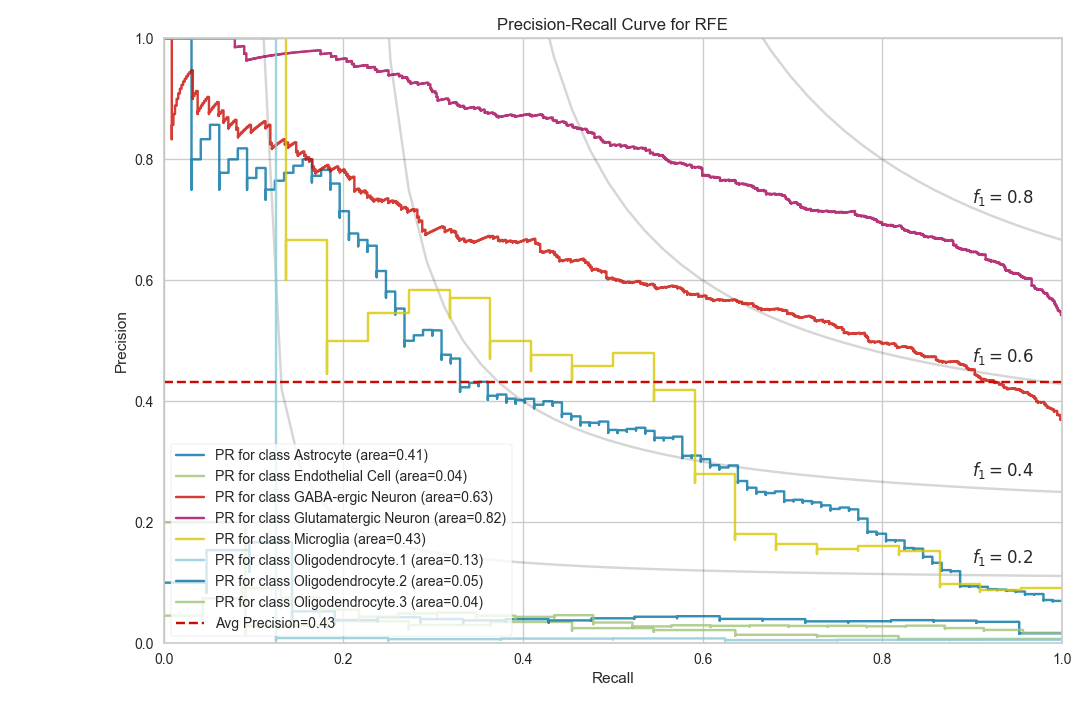 Precision-Recall Curve for RFE
1.0
0.8
0.6
0.4
0.2
0.0
Precision
f1 = 0.8
f1 = 0.6
f1 = 0.4
f1 = 0.2
PR for class Astrocyte (area=0.41)
PR for class Endothelial Cell (area=0.04)
PR for class GABA-ergic Neuron (area=0.63)
PR for class Glutamatergic Neuron (area=0.82)
PR for class Microglia (area=0.43)
PR for class Oligodendrocyte.1 (area=0.13)
PR for class Oligodendrocyte.2 (area=0.05)
PR for class Oligodendrocyte.3 (area=0.04)
Avg Precision=0.43
0.0 0.2 0.4 0.6 0.8 1.0
Recall